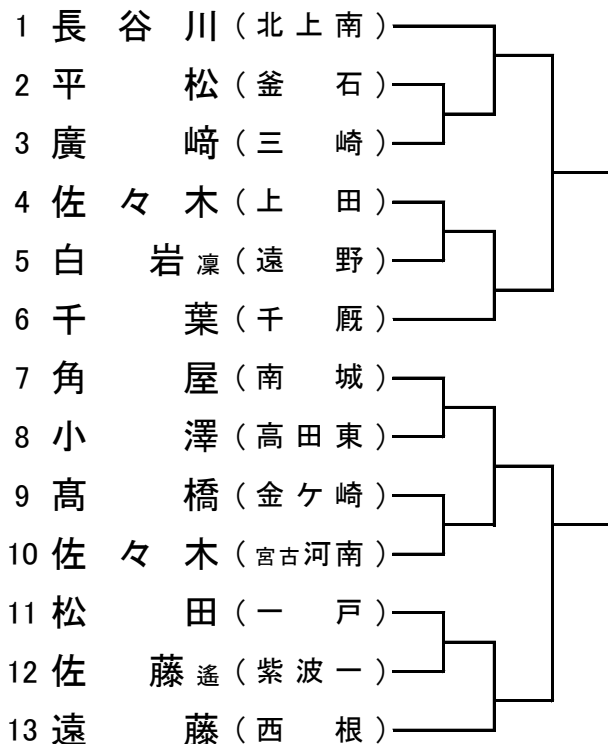 1 長谷川(北上南)
2 平松(釜石)
3 廣﨑(三崎)
4 佐々木(上田)
5 白岩凜(遠野)
6 千葉(千厩)
7 角屋(南城)
8 小澤(高田東)
9 髙橋(金ケ崎)
10 佐々木(宮古河南)
11 松田(一戸)
12 佐藤遙(紫波一)
13 遠藤(西根)